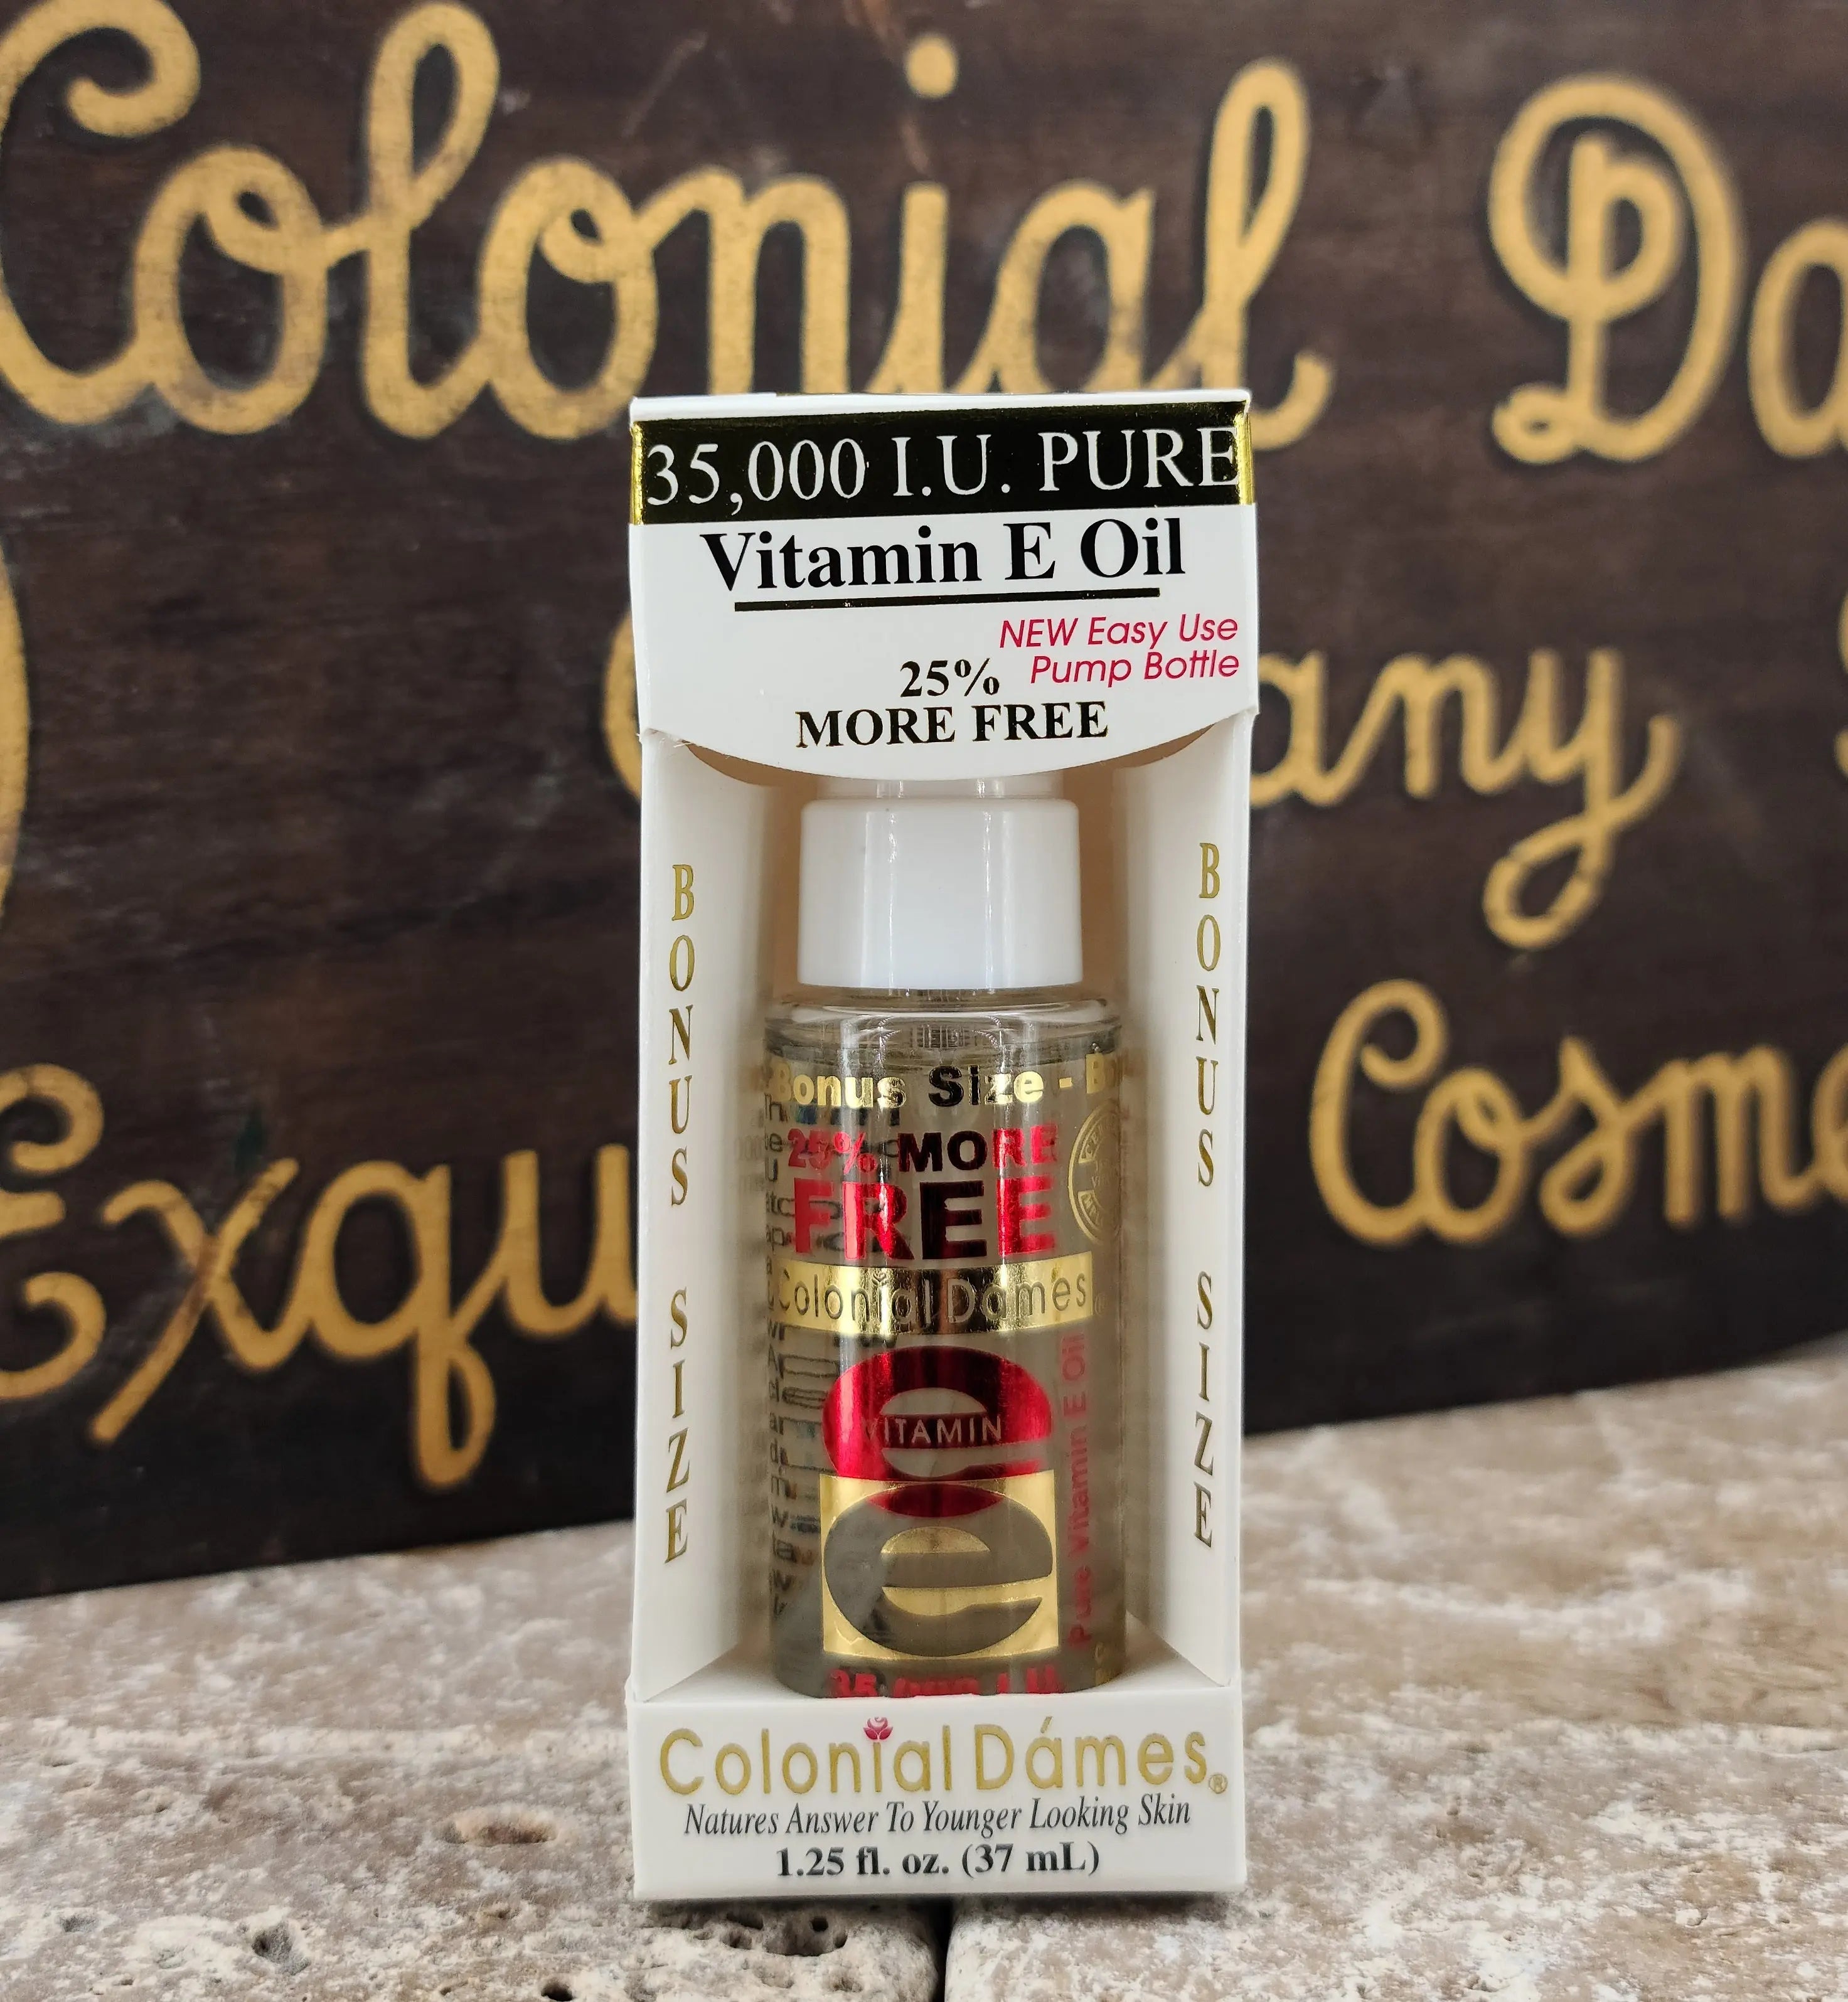 Colonial Da
any
Exqu
Cosme
35,000 I.U. PURE
Vitamin E Oil
NEW Easy Use
Pump Bottle
25%
MORE FREE
BONUS SIZE
BONUS SIZE
Bonus Size -
25% MORE
FREE
Colonial Dámes
VITAMIN
e
e
Pure Vitamin E Oil
Colonial Dámes®
Natures Answer To Younger Looking Skin
1.25 fl. oz. (37 mL)